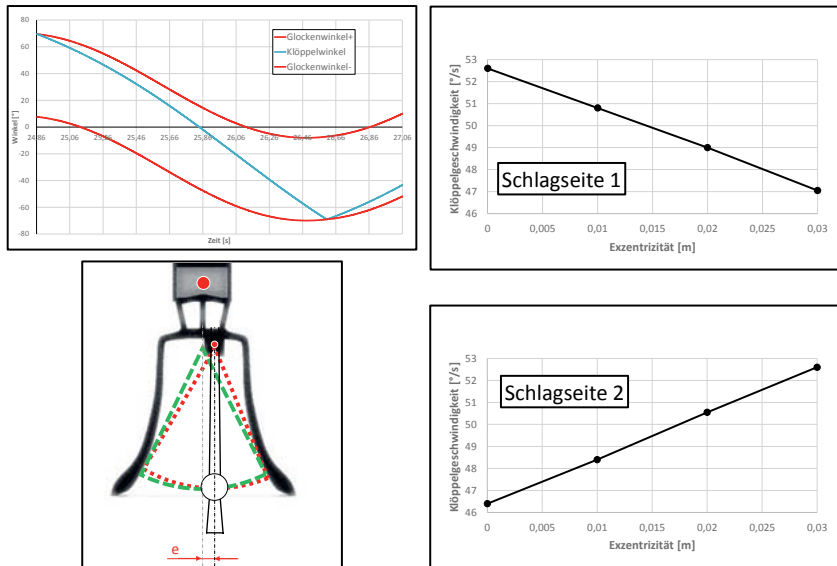 80
60
40
20
0
-20
-40
-60
-80
Winkel [°]
24,86 25,06 25,26 25,46 25,66 25,86 26,06 26,26 26,46 26,66 26,86 27,06
Zeit [s]
Glockenwinkel+
Klöppelwinkel
Glockenwinkel-
53
52
51
50
49
48
47
46
Klöppelgeschwindigkeit [°/s]
Schlagseite 1
0 0,005 0,01 0,015 0,02 0,025 0,03
Exzentrizität [m]
e
53
52
51
50
49
48
47
46
Klöppelgeschwindigkeit [°/s]
Schlagseite 2
0 0,005 0,01 0,015 0,02 0,025 0,03
Exzentrizität [m]